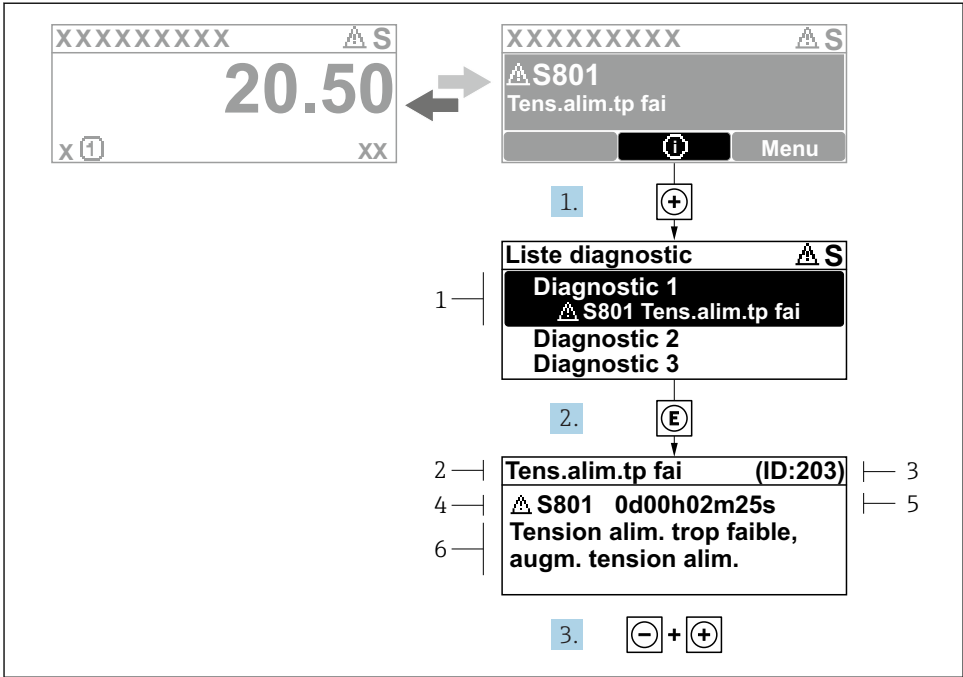 XXXXXXXXX ⚠ S
20.50
x 1 XX
XXXXXXXXX ⚠ S
⚠ S801
Tens.alim.tp fai
i Menu
1. +
Liste diagnostic ⚠ S
1 Diagnostic 1
⚠ S801 Tens.alim.tp fai
Diagnostic 2
Diagnostic 3
2. E
2 Tens.alim.tp fai (ID:203) 3
4 ⚠ S801 0d00h02m25s 5
6 Tension alim. trop faible,
augm. tension alim.
3. - + +